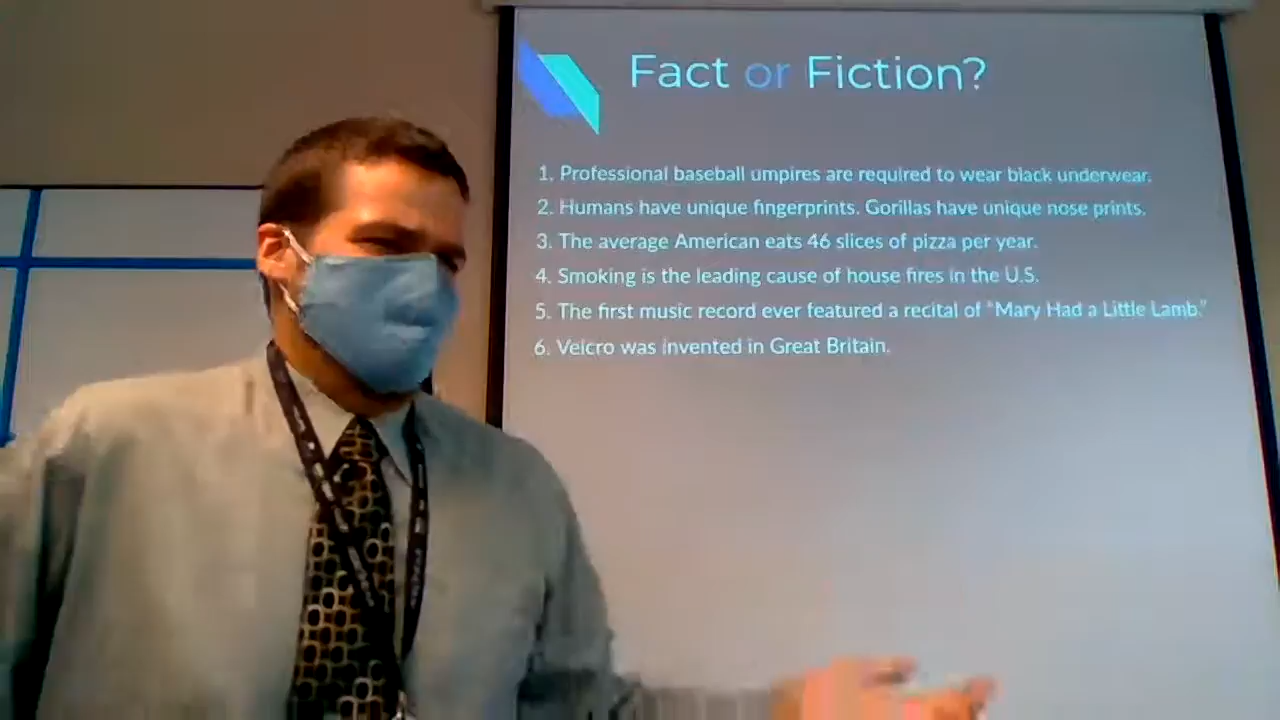 Fact or Fiction?
1. Professional baseball umpires are required to wear black underwear.
2. Humans have unique fingerprints. Gorillas have unique nose prints.
3. The average American eats 46 slices of pizza per year.
4. Smoking is the leading cause of house fires in the U.S.
5. The first music record ever featured a recital of "Mary Had a Little Lamb."
6. Velcro was invented in Great Britain.